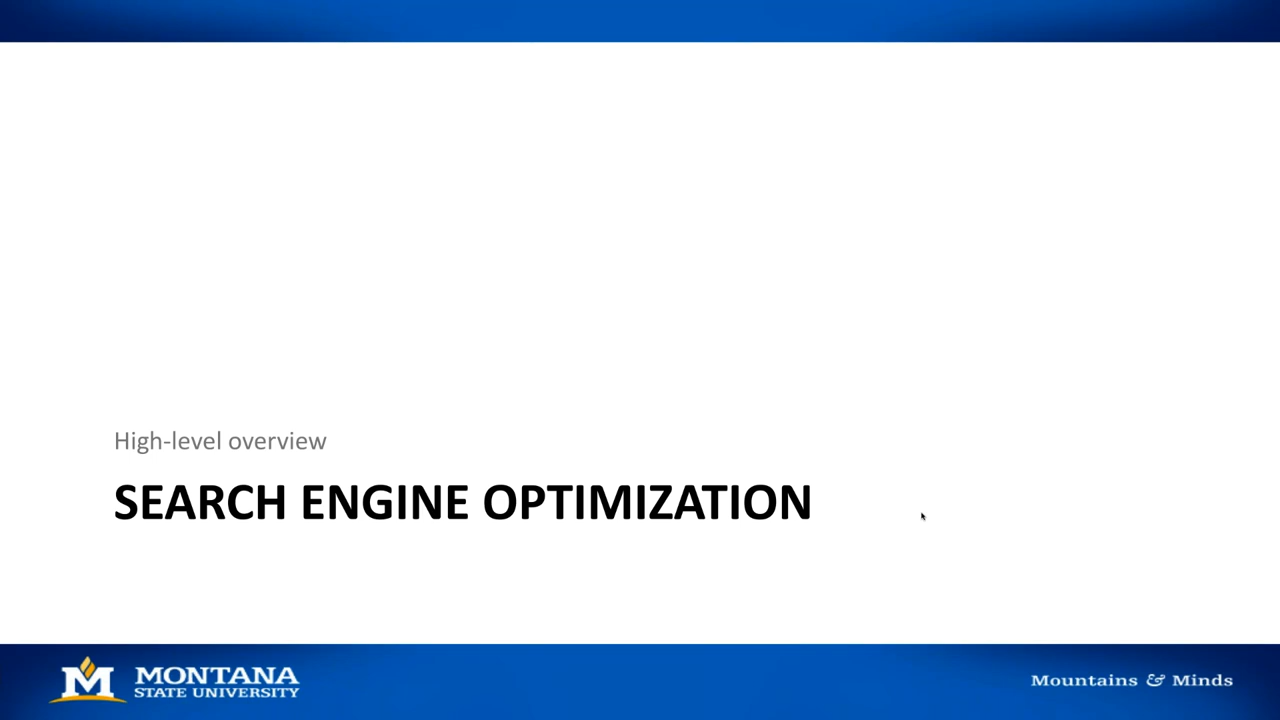 High-level overview
SEARCH ENGINE OPTIMIZATION
M MONTANA
STATE UNIVERSITY
Mountains & Minds